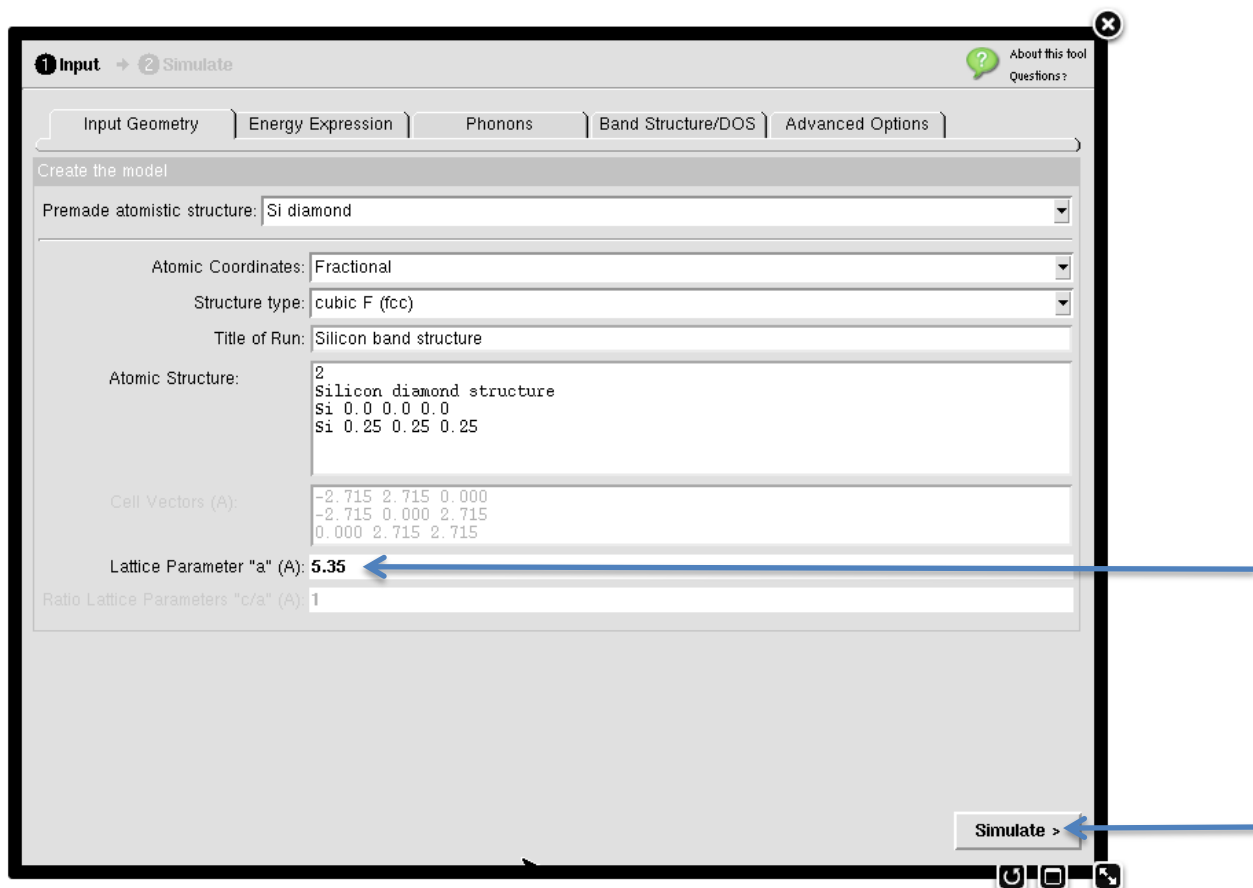 1 Input → 2 Simulate
? About this tool
Questions?
Input Geometry Energy Expression Phonons Band Structure/DOS Advanced Options
Create the model
Premade atomistic structure: Si diamond
Atomic Coordinates: Fractional
Structure type: cubic F (fcc)
Title of Run: Silicon band structure
Atomic Structure:
2
Silicon diamond structure
Si 0.0 0.0 0.0
Si 0.25 0.25 0.25
Cell Vectors (A):
-2.715 2.715 0.000
-2.715 0.000 2.715
0.000 2.715 2.715
Lattice Parameter "a" (A): 5.35
Ratio Lattice Parameters "c/a" (A): 1
Simulate >